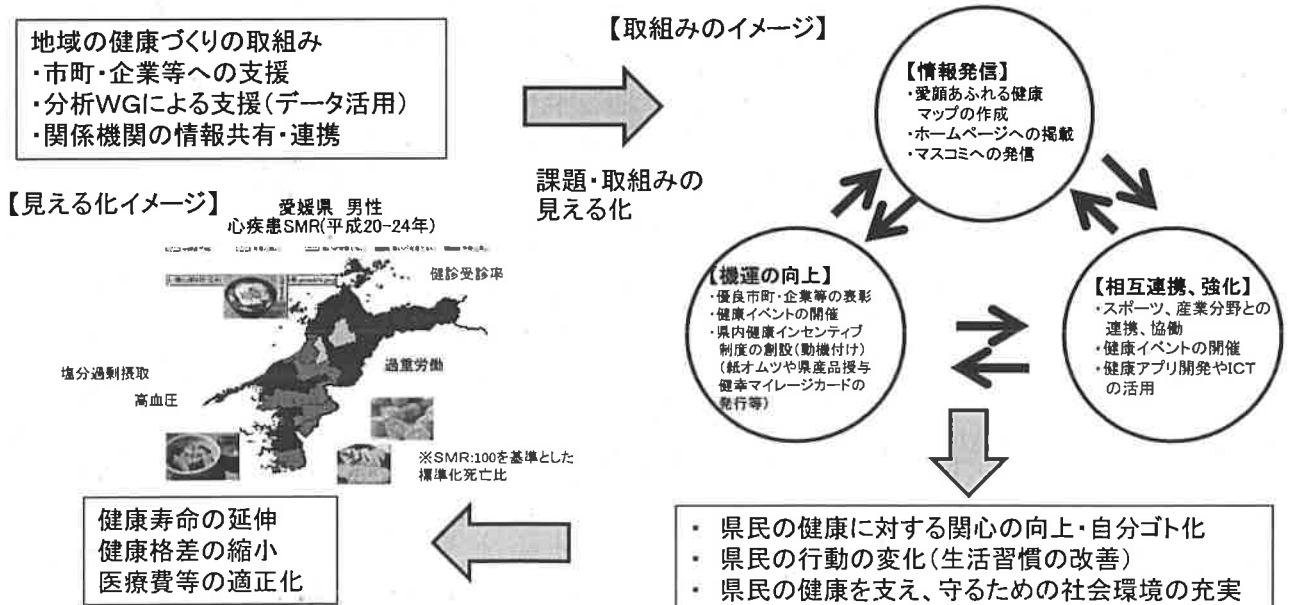 地域の健康づくりの取組み
・市町・企業等への支援
・分析WGによる支援(データ活用)
・関係機関の情報共有・連携
課題・取組みの
見える化
【取組みのイメージ】
【情報発信】
・愛顔あふれる健康
マップの作成
・ホームページへの掲載
・マスコミへの発信
【機運の向上】
・優良市町・企業等の表彰
・健康イベントの開催
・県内健康インセンティブ
制度の創設(動機付け)
(紙オムツや県産品授与
健幸マイレージカードの
発行等)
【相互連携、強化】
・スポーツ、産業分野との
連携、協働
・健康イベントの開催
・健康アプリ開発やICT
の活用
【見える化イメージ】
愛媛県 男性
心疾患SMR(平成20-24年)
健診受診率
過重労働
塩分過剰摂取
高血圧
※SMR:100を基準とした
標準化死亡比
・ 県民の健康に対する関心の向上・自分ゴト化
・ 県民の行動の変化(生活習慣の改善)
・ 県民の健康を支え、守るための社会環境の充実
健康寿命の延伸
健康格差の縮小
医療費等の適正化